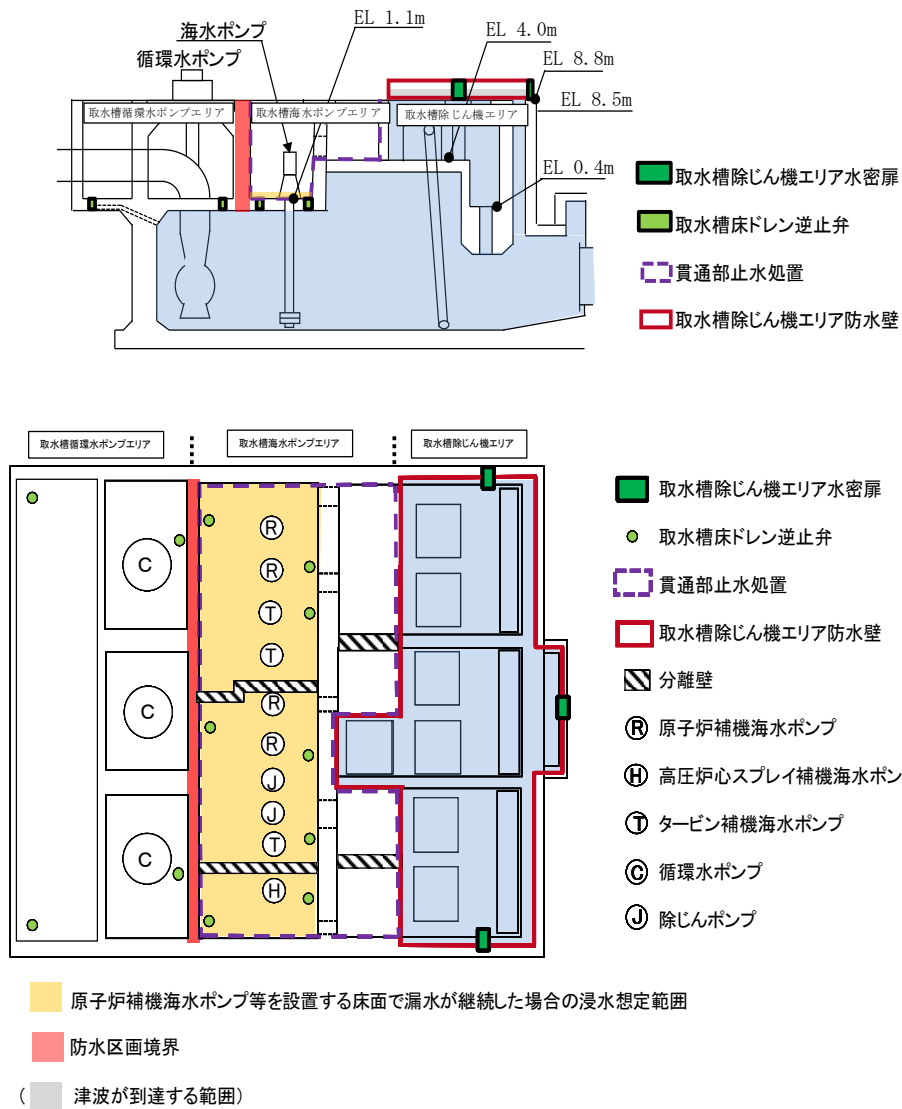 海水ポンプ
EL 1.1m
循環水ポンプ
EL 4.0m
EL 8.8m
EL 8.5m
取水槽循環水ポンプエリア
取水槽海水ポンプエリア
取水槽除じん機エリア
EL 0.4m
取水槽除じん機エリア水密扉
取水槽床ドレン逆止弁
貫通部止水処置
取水槽除じん機エリア防水壁
取水槽循環水ポンプエリア
取水槽海水ポンプエリア
取水槽除じん機エリア
C
C
C
R
R
T
T
R
R
J
J
T
H
取水槽除じん機エリア水密扉
取水槽床ドレン逆止弁
貫通部止水処置
取水槽除じん機エリア防水壁
分離壁
R 原子炉補機海水ポンプ
H 高圧炉心スプレイ補機海水ポン
T タービン補機海水ポンプ
C 循環水ポンプ
J 除じんポンプ
原子炉補機海水ポンプ等を設置する床面で漏水が継続した場合の浸水想定範囲
防水区画境界
( 津波が到達する範囲)